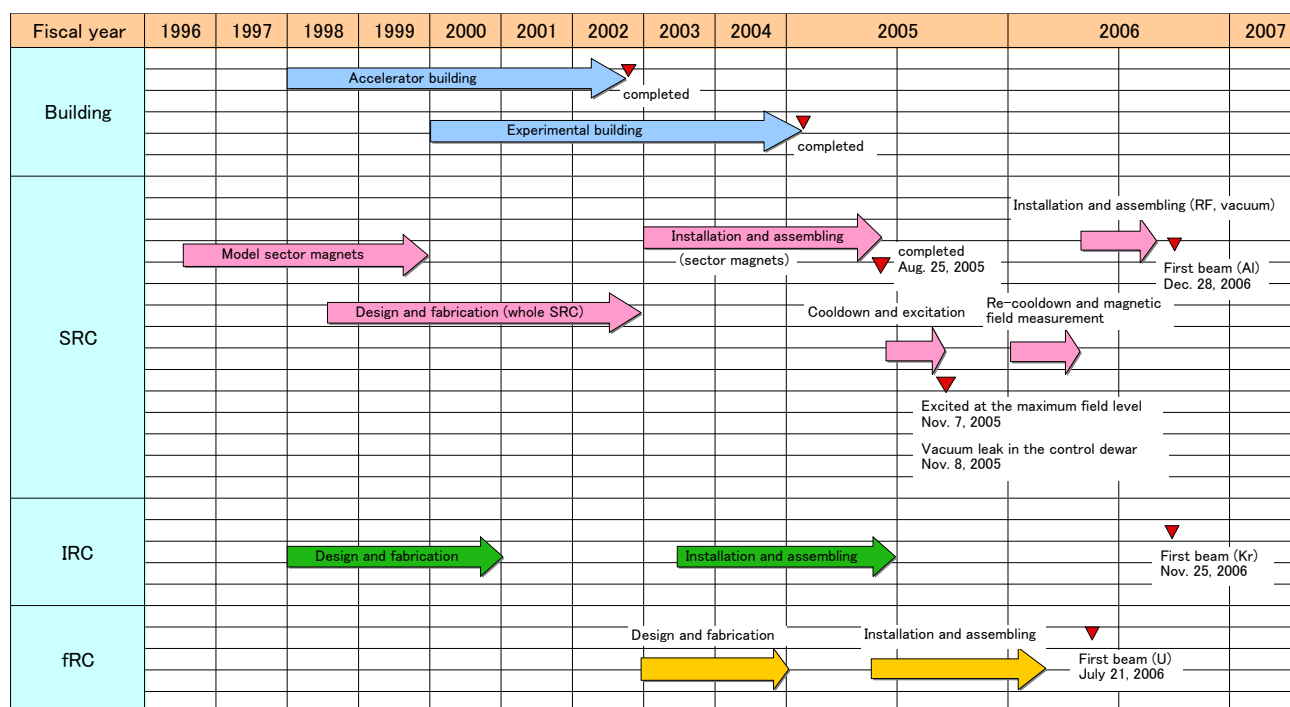 Fiscal year 1996 1997 1998 1999 2000 2001 2002 2003 2004 2005 2006 2007
Building
Accelerator building
completed
Experimental building
completed
SRC
Installation and assembling (RF, vacuum)
Installation and assembling
(sector magnets)
Model sector magnets
completed
Aug. 25, 2005
First beam (Al)
Dec. 28, 2006
Design and fabrication (whole SRC)
Cooldown and excitation
Re-cooldown and magnetic
field measurement
Excited at the maximum field level
Nov. 7, 2005
Vacuum leak in the control dewar
Nov. 8, 2005
IRC
Design and fabrication
Installation and assembling
First beam (Kr)
Nov. 25, 2006
fRC
Design and fabrication
Installation and assembling
First beam (U)
July 21, 2006